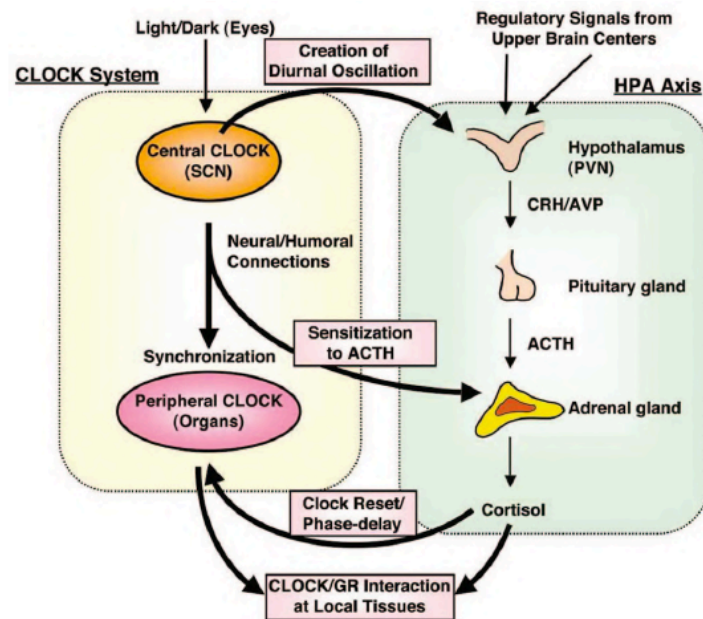 Light/Dark (Eyes)
Creation of
Diurnal Oscillation
Regulatory Signals from
Upper Brain Centers
CLOCK System
HPA Axis
Central CLOCK
(SCN)
Hypothalamus
(PVN)
CRH/AVP
Neural/Humoral
Connections
Pituitary gland
Sensitization
to ACTH
ACTH
Synchronization
Peripheral CLOCK
(Organs)
Adrenal gland
Clock Reset/
Phase-delay
Cortisol
CLOCK/GR Interaction
at Local Tissues